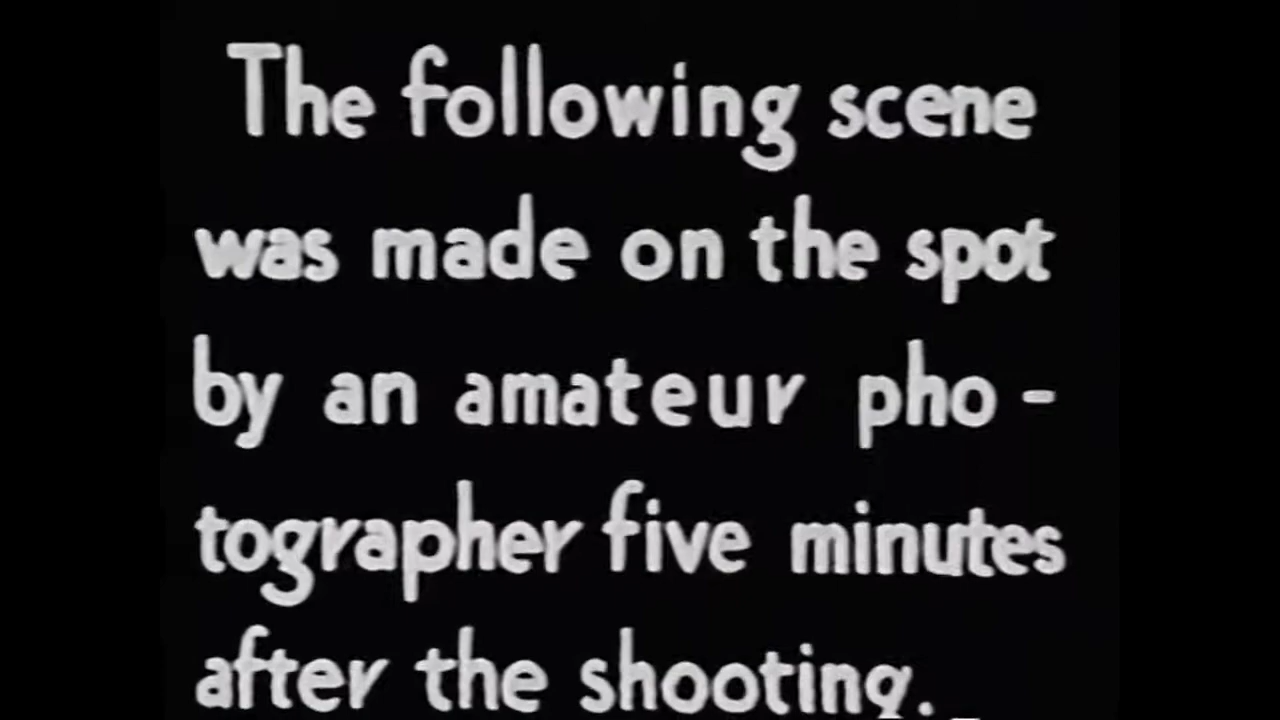 The following scene
was made on the spot
by an amateur pho -
tographer five minutes
after the shooting.